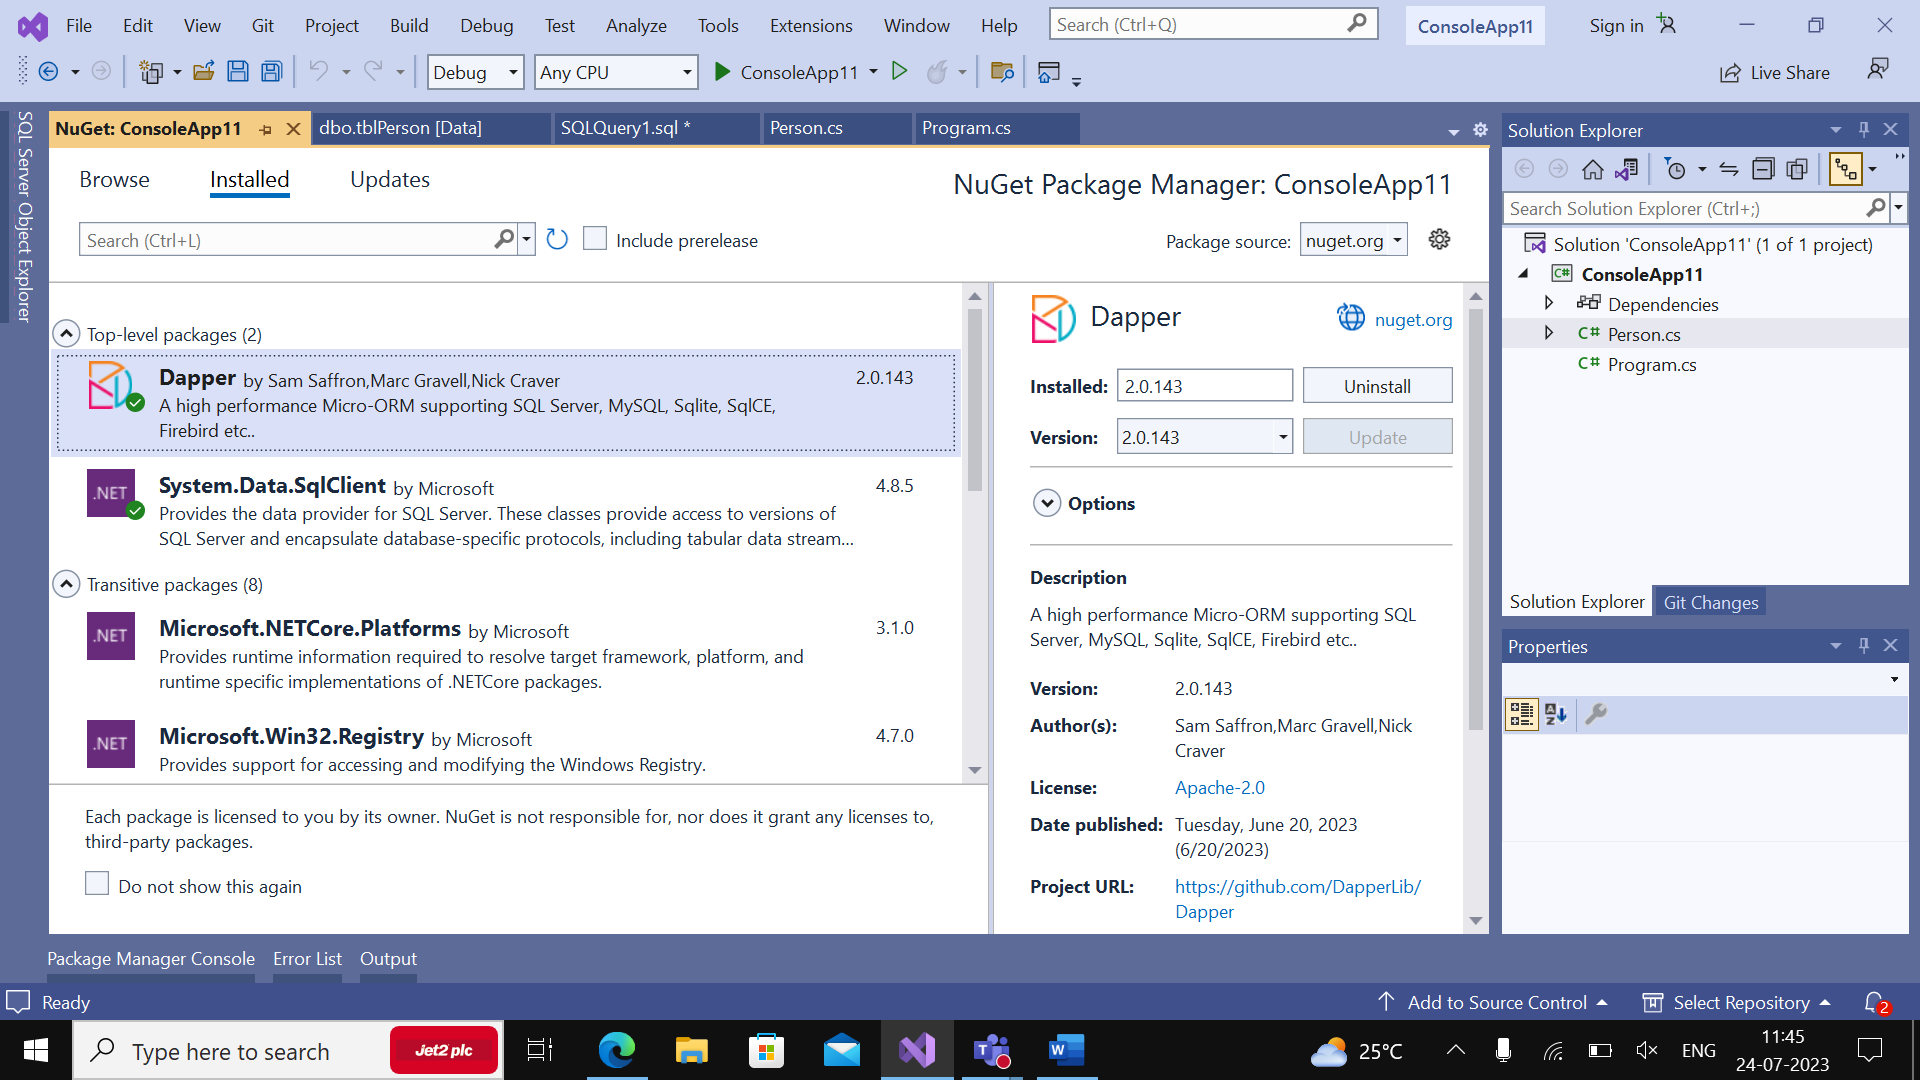 File Edit View Git Project Build Debug Test Analyze Tools Extensions Window Help Search (Ctrl+Q) ConsoleApp11 Sign in
Debug Any CPU ConsoleApp11 Live Share
SQL Server Object Explorer
NuGet: ConsoleApp11 dbo.tblPerson [Data] SQLQuery1.sql * Person.cs Program.cs
Browse Installed Updates NuGet Package Manager: ConsoleApp11
Search (Ctrl+L) Include prerelease Package source: nuget.org
Top-level packages (2)
Dapper by Sam Saffron,Marc Gravell,Nick Craver 2.0.143
A high performance Micro-ORM supporting SQL Server, MySQL, Sqlite, SqlCE,
Firebird etc..
.NET
System.Data.SqlClient by Microsoft 4.8.5
Provides the data provider for SQL Server. These classes provide access to versions of
SQL Server and encapsulate database-specific protocols, including tabular data stream...
Transitive packages (8)
.NET
Microsoft.NETCore.Platforms by Microsoft 3.1.0
Provides runtime information required to resolve target framework, platform, and
runtime specific implementations of .NETCore packages.
.NET
Microsoft.Win32.Registry by Microsoft 4.7.0
Provides support for accessing and modifying the Windows Registry.
Each package is licensed to you by its owner. NuGet is not responsible for, nor does it grant any licenses to,
third-party packages.
Do not show this again
Dapper nuget.org
Installed: 2.0.143 Uninstall
Version: 2.0.143 Update
Options
Description
A high performance Micro-ORM supporting SQL
Server, MySQL, Sqlite, SqlCE, Firebird etc..
Version: 2.0.143
Author(s): Sam Saffron,Marc Gravell,Nick
Craver
License: Apache-2.0
Date published: Tuesday, June 20, 2023
(6/20/2023)
Project URL: https://github.com/DapperLib/
Dapper
Solution Explorer
Search Solution Explorer (Ctrl+;)
Solution 'ConsoleApp11' (1 of 1 project)
C# ConsoleApp11
Dependencies
C# Person.cs
C# Program.cs
Solution Explorer Git Changes
Properties
Package Manager Console Error List Output
Ready Add to Source Control Select Repository 2
Type here to search Jet2 plc 25°C ENG 11:45
24-07-2023